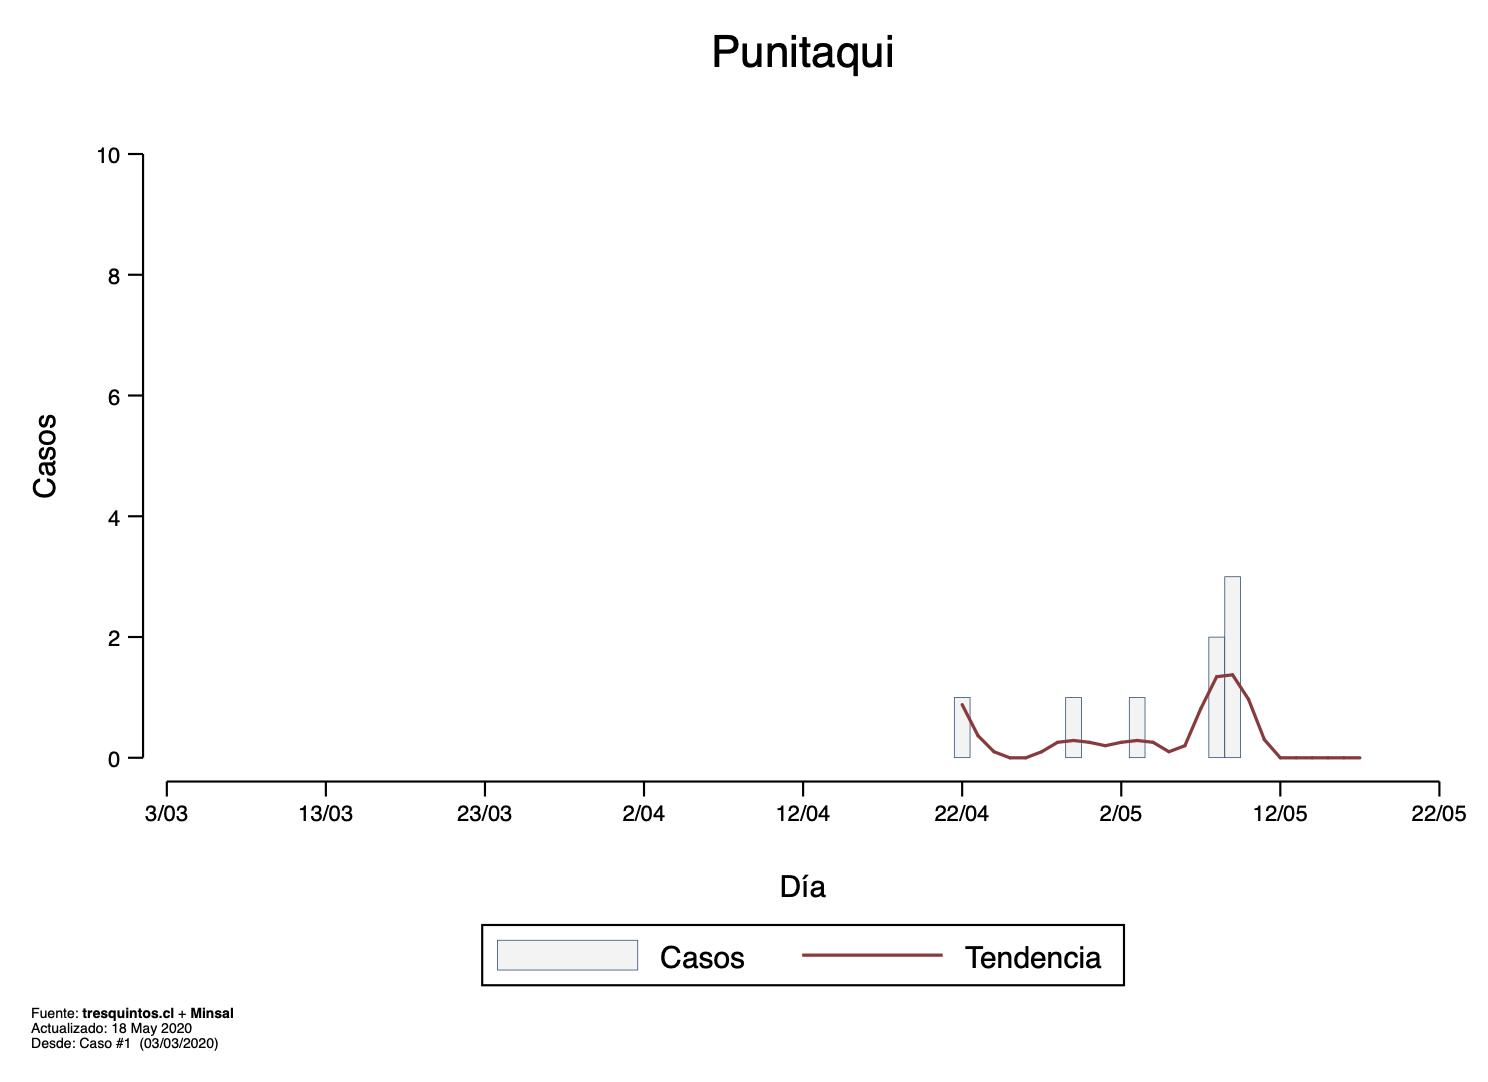 Punitaqui
10
8
6
4
2
0
Casos
3/03 13/03 23/03 2/04 12/04 22/04 2/05 12/05 22/05
Día
Casos Tendencia
Fuente: tresquintos.cl + Minsal
Actualizado: 18 May 2020
Desde: Caso #1 (03/03/2020)